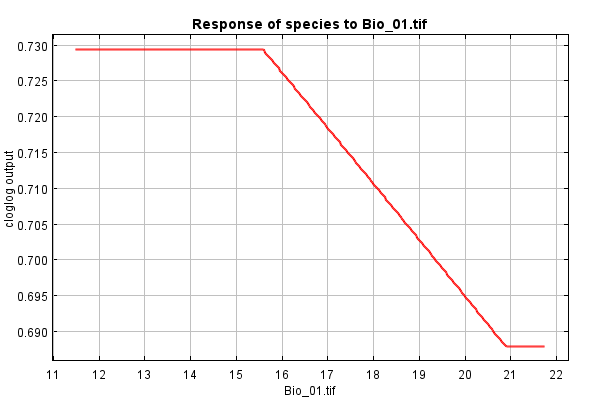 Response of species to Bio_01.tif
0.730
0.725
0.720
0.715
0.710
0.705
0.700
0.695
0.690
cloglog output
11 12 13 14 15 16 17 18 19 20 21 22
Bio_01.tif